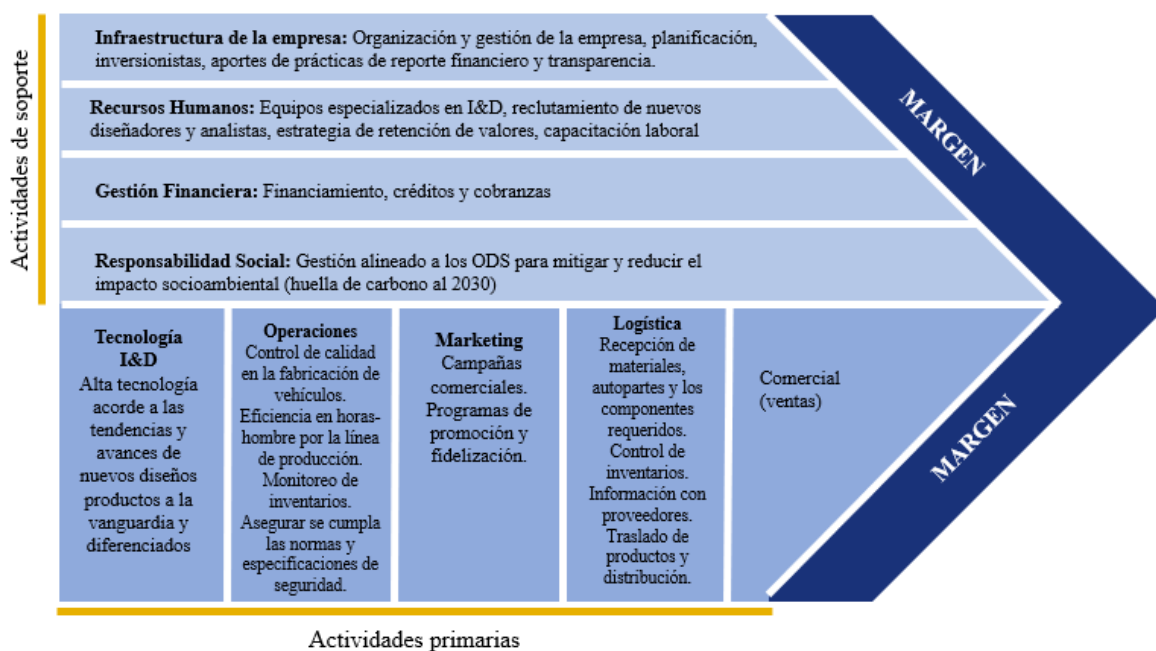 Actividades de soporte
Infraestructura de la empresa: Organización y gestión de la empresa, planificación,
inversionistas, aportes de prácticas de reporte financiero y transparencia.
Recursos Humanos: Equipos especializados en I&D, reclutamiento de nuevos
diseñadores y analistas, estrategia de retención de valores, capacitación laboral
Gestión Financiera: Financiamiento, créditos y cobranzas
Responsabilidad Social: Gestión alineado a los ODS para mitigar y reducir el
impacto socioambiental (huella de carbono al 2030)
MARGEN
Tecnología
I&D
Alta tecnología
acorde a las
tendencias y
avances de
nuevos diseños
productos a la
vanguardia y
diferenciados
Operaciones
Control de calidad
en la fabricación de
vehículos.
Eficiencia en horas-
hombre por la línea
de producción.
Monitoreo de
inventarios.
Asegurar se cumpla
las normas y
especificaciones de
seguridad.
Marketing
Campañas
comerciales.
Programas de
promoción y
fidelización.
Logística
Recepción de
materiales,
autopartes y los
componentes
requeridos.
Control de
inventarios.
Información con
proveedores.
Traslado de
productos y
distribución.
Comercial
(ventas)
MARGEN
Actividades primarias